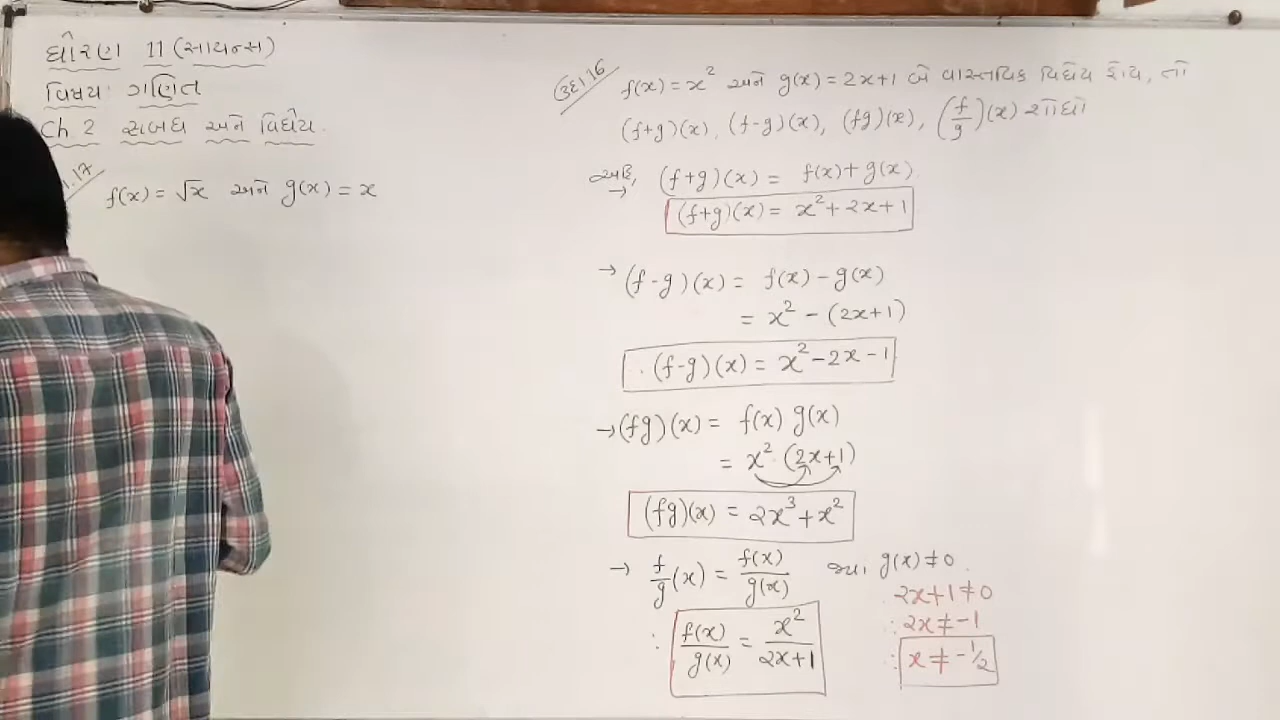 ધોરણ 11 (સાયન્સ)
વિષય ગણિત
Ch 2 સંબંધ અને વિધેય.
.17
f(x) = √x અને g(x) = x
ઉદા.16
f(x) = x² અને g(x) = 2x+1 બે વાસ્તવિક વિધેય હોય, તો
(f+g)(x), (f-g)(x), (fg)(x), (f/g)(x) શોધો
અહીં,
→ (f+g)(x) = f(x) + g(x).
(f+g)(x) = x² + 2x + 1
→ (f-g)(x) = f(x) - g(x)
= x² - (2x+1)
∴ (f-g)(x) = x² - 2x - 1
→ (fg)(x) = f(x) g(x)
= x² · (2x+1)
(fg)(x) = 2x³ + x²
→ f/g (x) = f(x)/g(x) જ્યાં g(x) ≠ 0.
2x+1 ≠ 0
∴ 2x ≠ -1
∴ f(x)/g(x) = x²/2x+1
∴ x ≠ -1/2